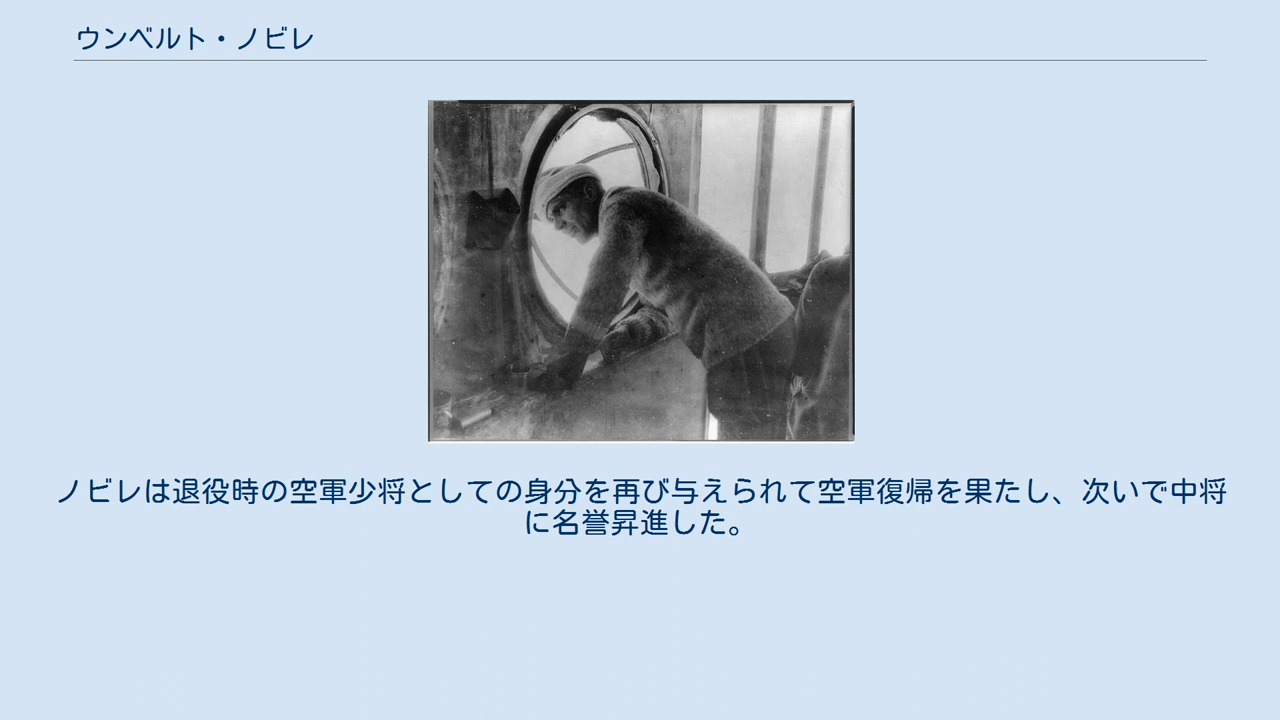 ウンベルト・ノビレ
ノビレは退役時の空軍少将としての身分を再び与えられて空軍復帰を果たし、次いで中将
に名誉昇進した。